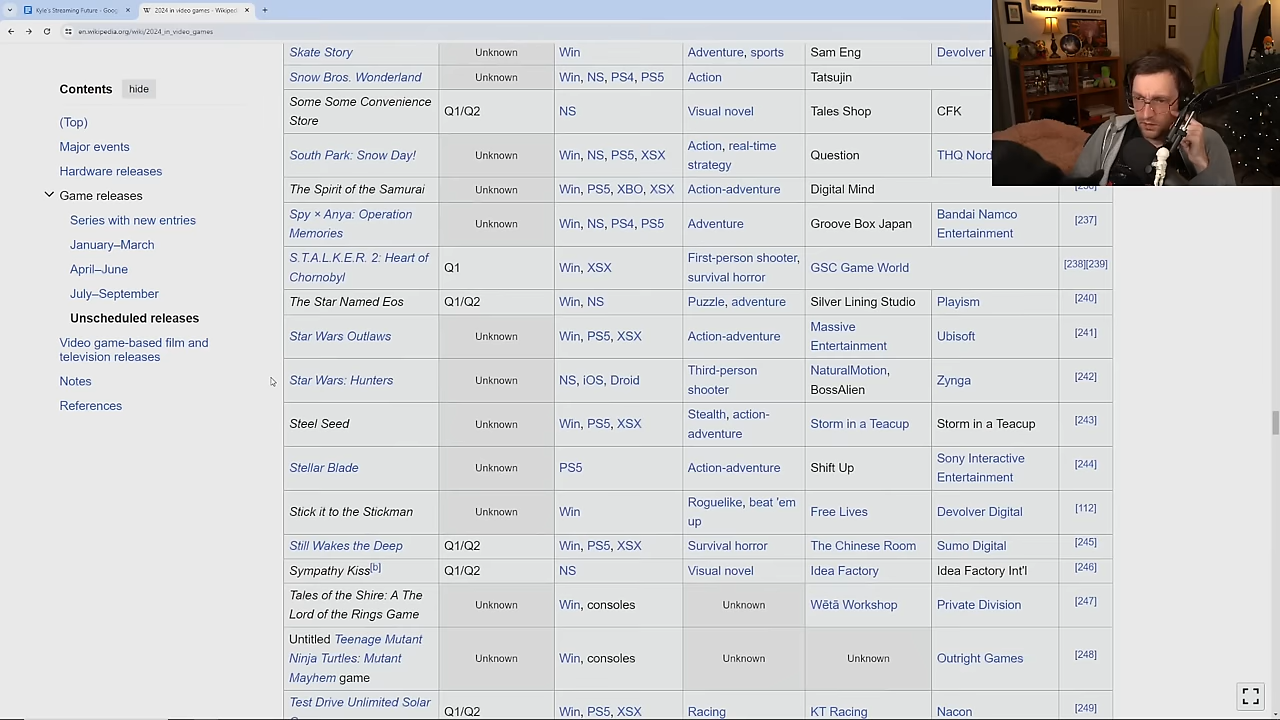 Kyle's Streaming Future - Goog
2024 in video games - Wikiped
en.wikipedia.org/wiki/2024_in_video_games
GameTrailers.com
Contents
hide
(Top)
Major events
Hardware releases
Game releases
Series with new entries
January–March
April–June
July–September
Unscheduled releases
Video game-based film and
television releases
Notes
References
Skate Story Unknown Win Adventure, sports Sam Eng Devolver D
Snow Bros. Wonderland Unknown Win, NS, PS4, PS5 Action Tatsujin
Some Some Convenience
Store Q1/Q2 NS Visual novel Tales Shop CFK
South Park: Snow Day! Unknown Win, NS, PS5, XSX Action, real-time
strategy Question THQ Nord
The Spirit of the Samurai Unknown Win, PS5, XBO, XSX Action-adventure Digital Mind
Spy × Anya: Operation
Memories Unknown Win, NS, PS4, PS5 Adventure Groove Box Japan Bandai Namco
Entertainment [237]
S.T.A.L.K.E.R. 2: Heart of
Chornobyl Q1 Win, XSX First-person shooter,
survival horror GSC Game World [238][239]
The Star Named Eos Q1/Q2 Win, NS Puzzle, adventure Silver Lining Studio Playism [240]
Star Wars Outlaws Unknown Win, PS5, XSX Action-adventure Massive
Entertainment Ubisoft [241]
Star Wars: Hunters Unknown NS, iOS, Droid Third-person
shooter NaturalMotion,
BossAlien Zynga [242]
Steel Seed Unknown Win, PS5, XSX Stealth, action-
adventure Storm in a Teacup Storm in a Teacup [243]
Stellar Blade Unknown PS5 Action-adventure Shift Up Sony Interactive
Entertainment [244]
Stick it to the Stickman Unknown Win Roguelike, beat 'em
up Free Lives Devolver Digital [112]
Still Wakes the Deep Q1/Q2 Win, PS5, XSX Survival horror The Chinese Room Sumo Digital [245]
Sympathy Kiss[b] Q1/Q2 NS Visual novel Idea Factory Idea Factory Int'l [246]
Tales of the Shire: A The
Lord of the Rings Game Unknown Win, consoles Unknown Wētā Workshop Private Division [247]
Untitled Teenage Mutant
Ninja Turtles: Mutant
Mayhem game Unknown Win, consoles Unknown Unknown Outright Games [248]
Test Drive Unlimited Solar
Q1/Q2 Win, PS5, XSX Racing KT Racing Nacon [249]